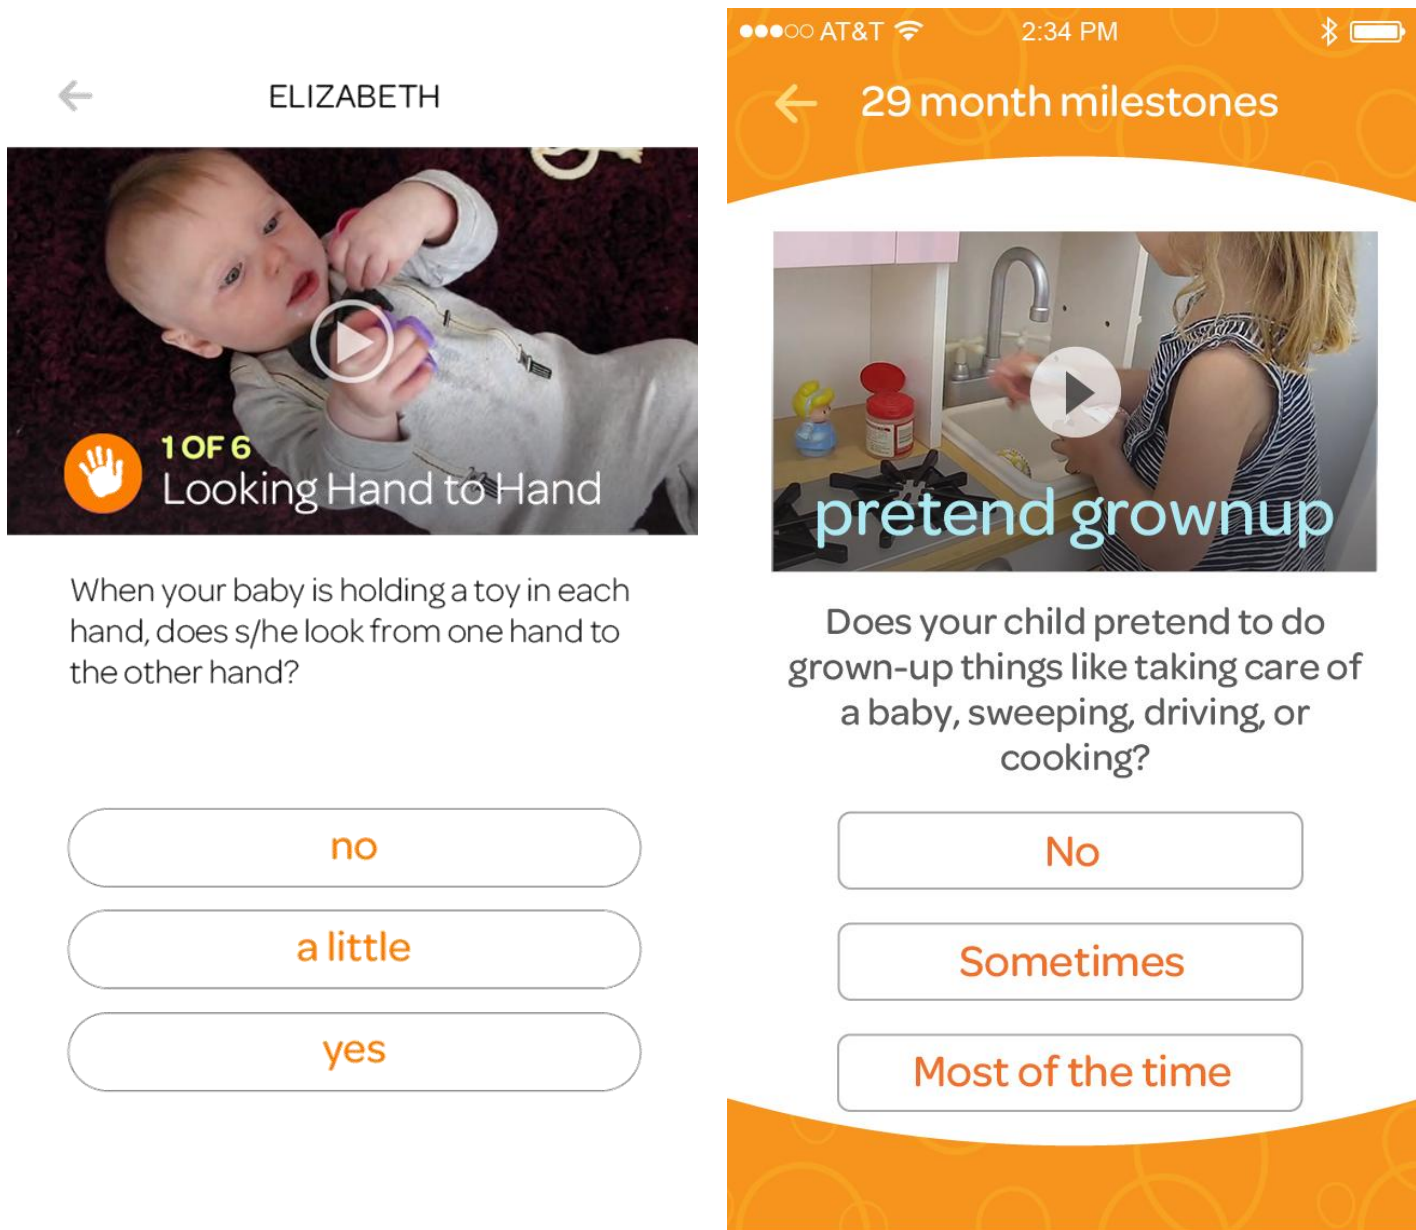 ELIZABETH
1 OF 6
Looking Hand to Hand
When your baby is holding a toy in each
hand, does s/he look from one hand to
the other hand?
no
a little
yes
AT&T 2:34 PM
29 month milestones
pretend grownup
Does your child pretend to do
grown-up things like taking care of
a baby, sweeping, driving, or
cooking?
No
Sometimes
Most of the time